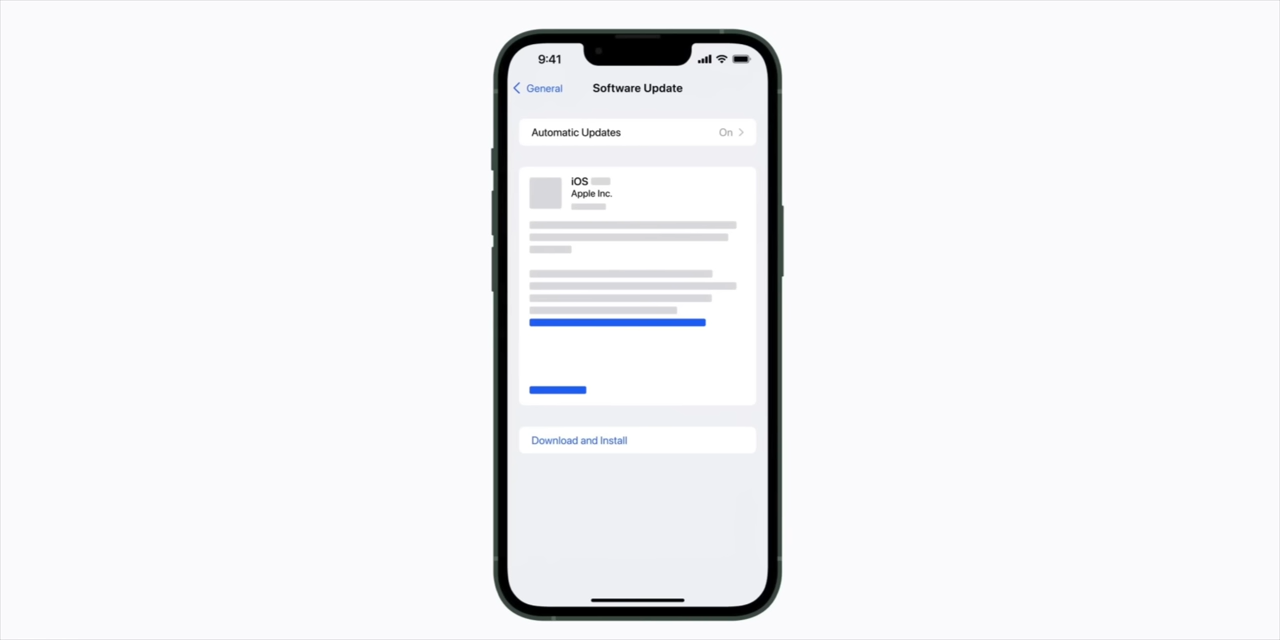 9:41
General
Software Update
Automatic Updates
On
iOS
Apple Inc.
Download and Install